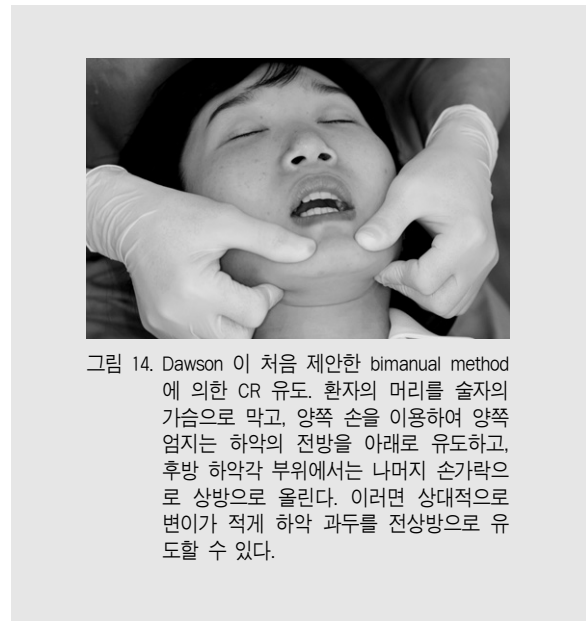 그림 14. Dawson 이 처음 제안한 bimanual method
에 의한 CR 유도. 환자의 머리를 술자의
가슴으로 막고, 양쪽 손을 이용하여 양쪽
엄지는 하악의 전방을 아래로 유도하고,
후방 하악각 부위에서는 나머지 손가락으
로 상방으로 올린다. 이러면 상대적으로
변이가 적게 하악 과두를 전상방으로 유
도할 수 있다.